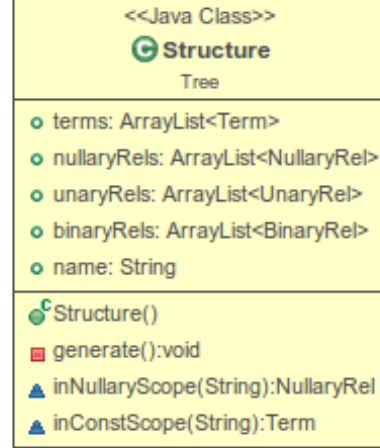 <<Java Class>>
Structure
Tree
terms: ArrayList<Term>
nullaryRels: ArrayList<NullaryRel>
unaryRels: ArrayList<UnaryRel>
binaryRels: ArrayList<BinaryRel>
name: String
Structure()
generate():void
inNullaryScope(String):NullaryRel
inConstScope(String):Term